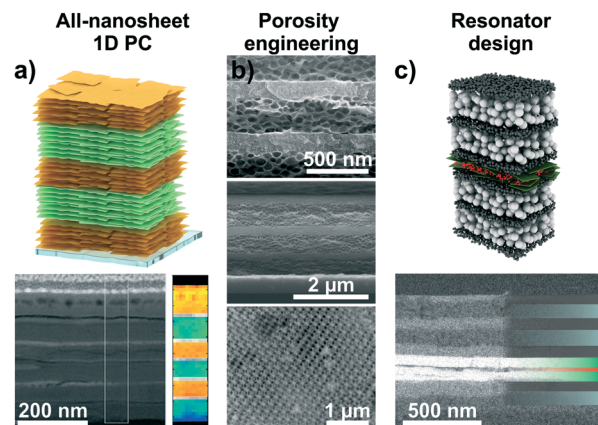 All-nanosheet
1D PC
Porosity
engineering
Resonator
design
a)
b)
c)
500 nm
2 µm
200 nm
1 µm
500 nm